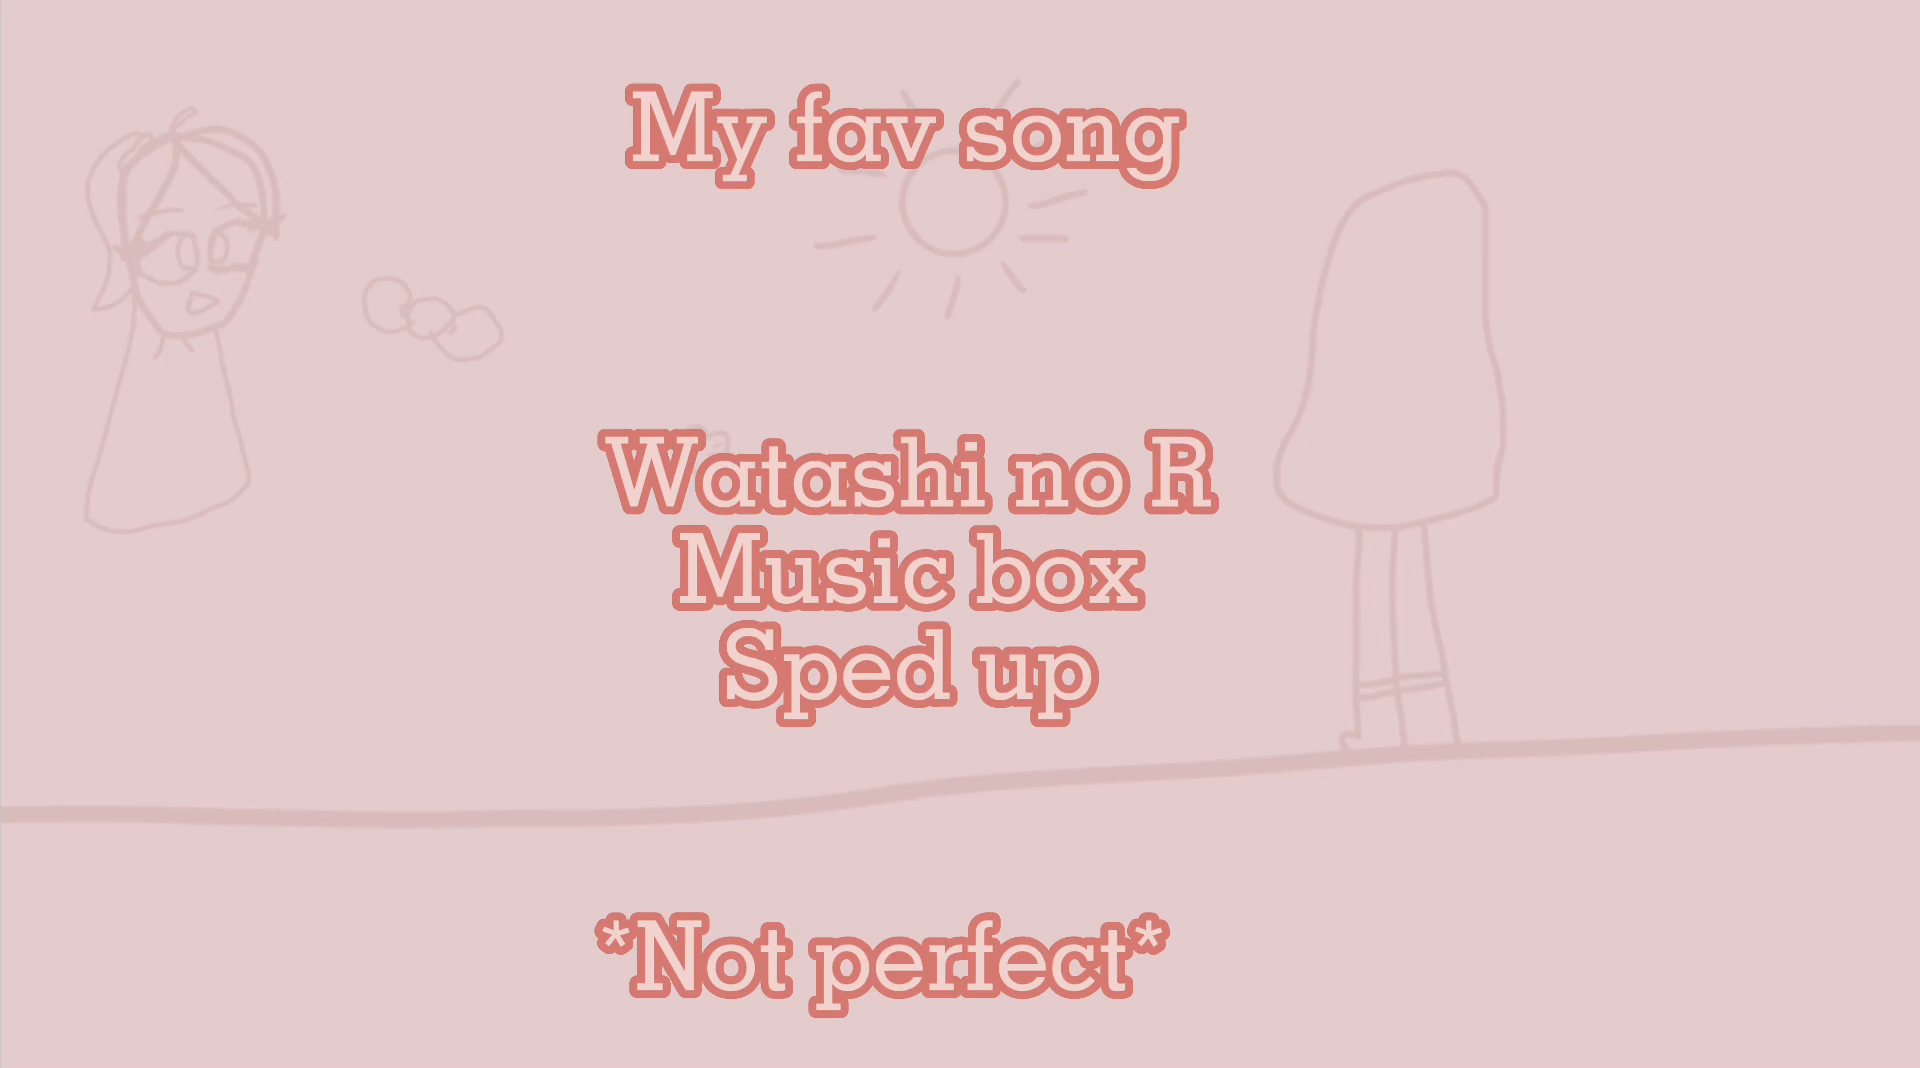 My fav song
Watashi no R
Music box
Sped up
*Not perfect*